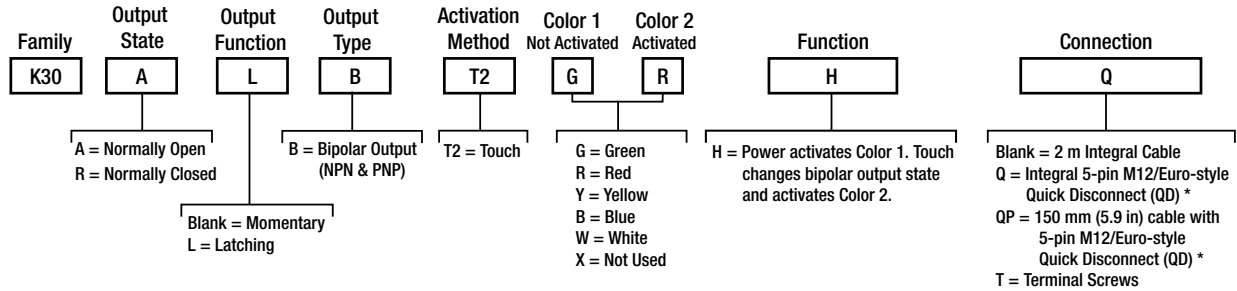 Family
Output
State
Output
Function
Output
Type
Activation
Method
Color 1
Not Activated
Color 2
Activated
Function
Connection
K30
A
L
B
T2
G
R
H
Q
A = Normally Open
R = Normally Closed
Blank = Momentary
L = Latching
B = Bipolar Output
(NPN & PNP)
T2 = Touch
G = Green
R = Red
Y = Yellow
B = Blue
W = White
X = Not Used
H = Power activates Color 1. Touch
changes bipolar output state
and activates Color 2.
Blank = 2 m Integral Cable
Q = Integral 5-pin M12/Euro-style
Quick Disconnect (QD) *
QP = 150 mm (5.9 in) cable with
5-pin M12/Euro-style
Quick Disconnect (QD) *
T = Terminal Screws